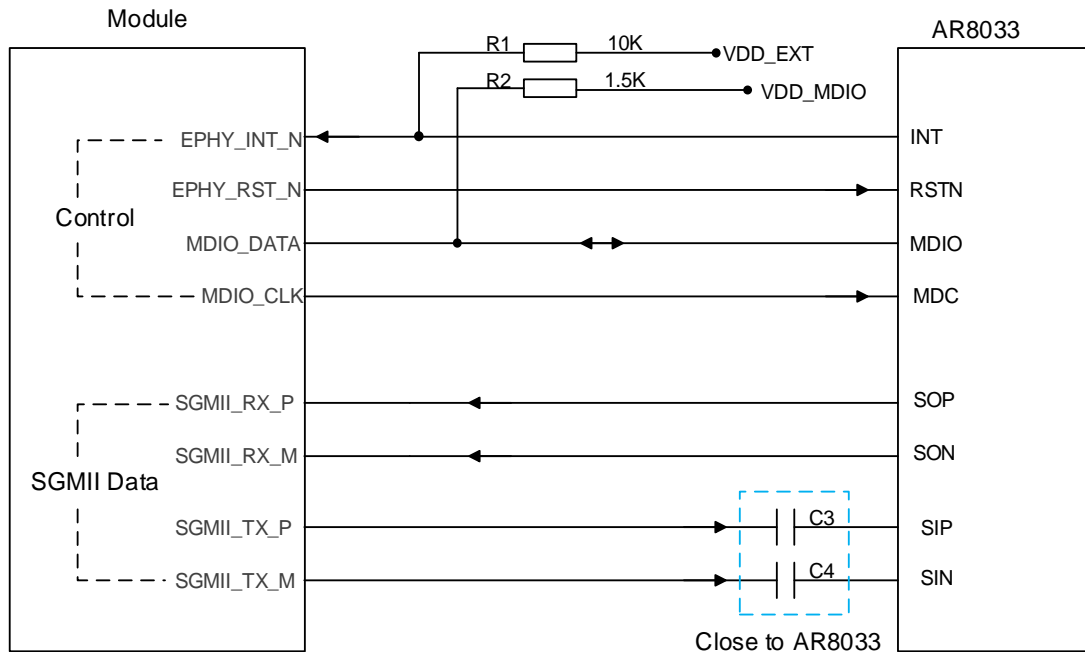 Module
AR8033
R1 10K VDD_EXT
R2 1.5K VDD_MDIO
EPHY_INT_N INT
EPHY_RST_N RSTN
Control
MDIO_DATA MDIO
MDIO_CLK MDC
SGMII_RX_P SOP
SGMII_RX_M SON
SGMII Data
SGMII_TX_P C3 SIP
SGMII_TX_M C4 SIN
Close to AR8033